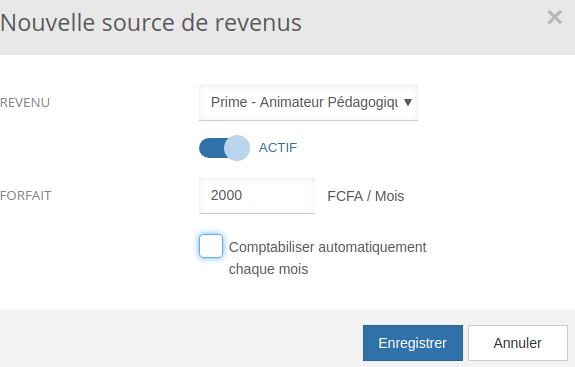 Nouvelle source de revenus ×
REVENU Prime - Animateur Pédagogiqu ▼
ACTIF
FORFAIT 2000 FCFA / Mois
Comptabiliser automatiquement
chaque mois
Enregistrer Annuler